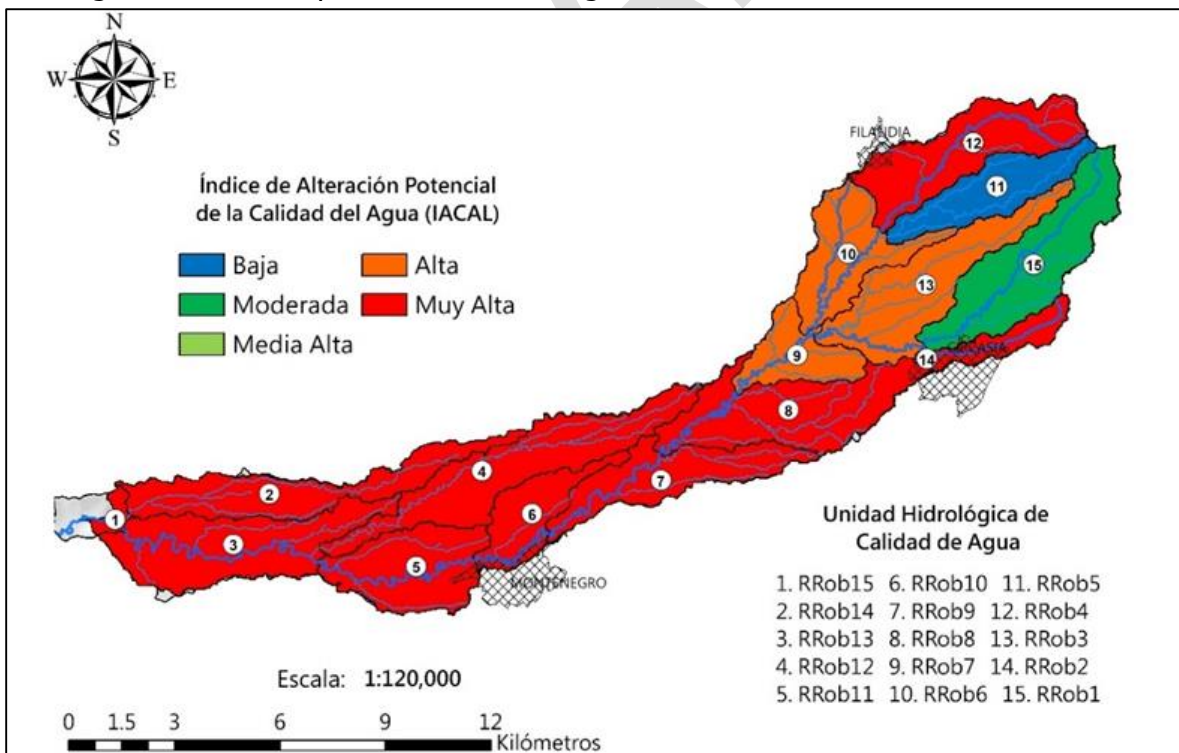 N
W E
S
Índice de Alteración Potencial
de la Calidad del Agua (IACAL)
Baja Alta
Moderada Muy Alta
Media Alta
FILANDIA
12
11
10
15
13
9
14
8
4
7
2
6
1
3
5
MONTENEGRO
Unidad Hidrológica de
Calidad de Agua
1. RRob15 6. RRob10 11. RRob5
2. RRob14 7. RRob9 12. RRob4
3. RRob13 8. RRob8 13. RRob3
4. RRob12 9. RRob7 14. RRob2
5. RRob11 10. RRob6 15. RRob1
Escala: 1:120,000
0 1.5 3 6 9 12
Kilómetros